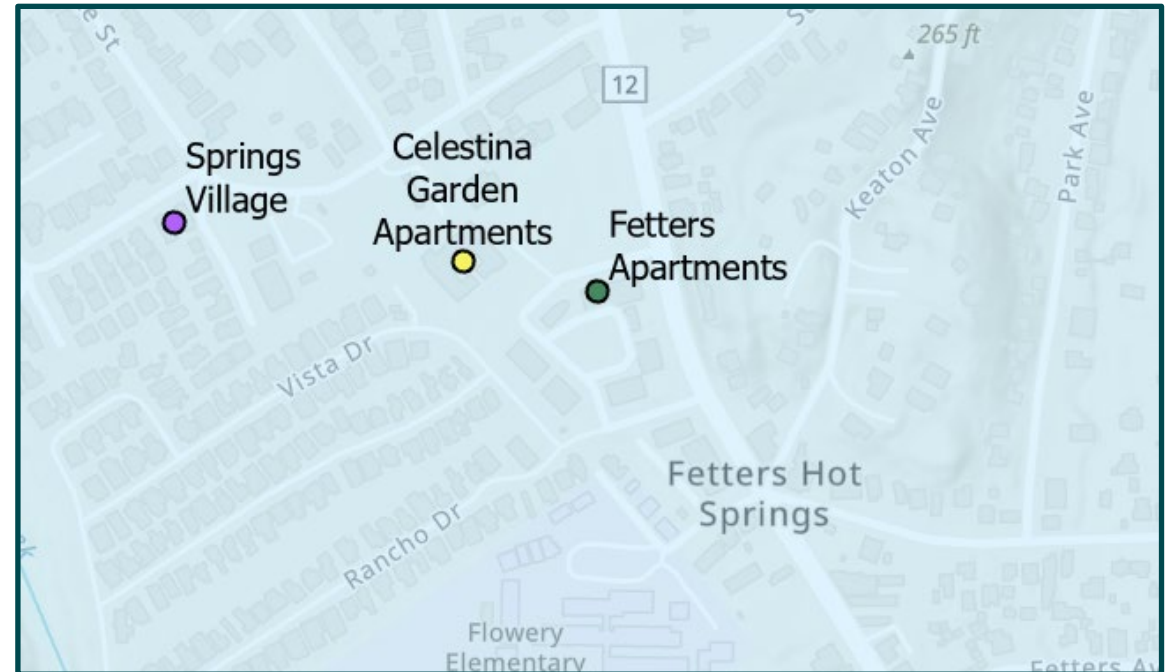 265 ft
12
Springs
Village
Celestina
Garden
Apartments
Fetters
Apartments
Keaton Ave
Park Ave
Vista Dr
Rancho Dr
Fetters Hot
Springs
Flowery
Elementary